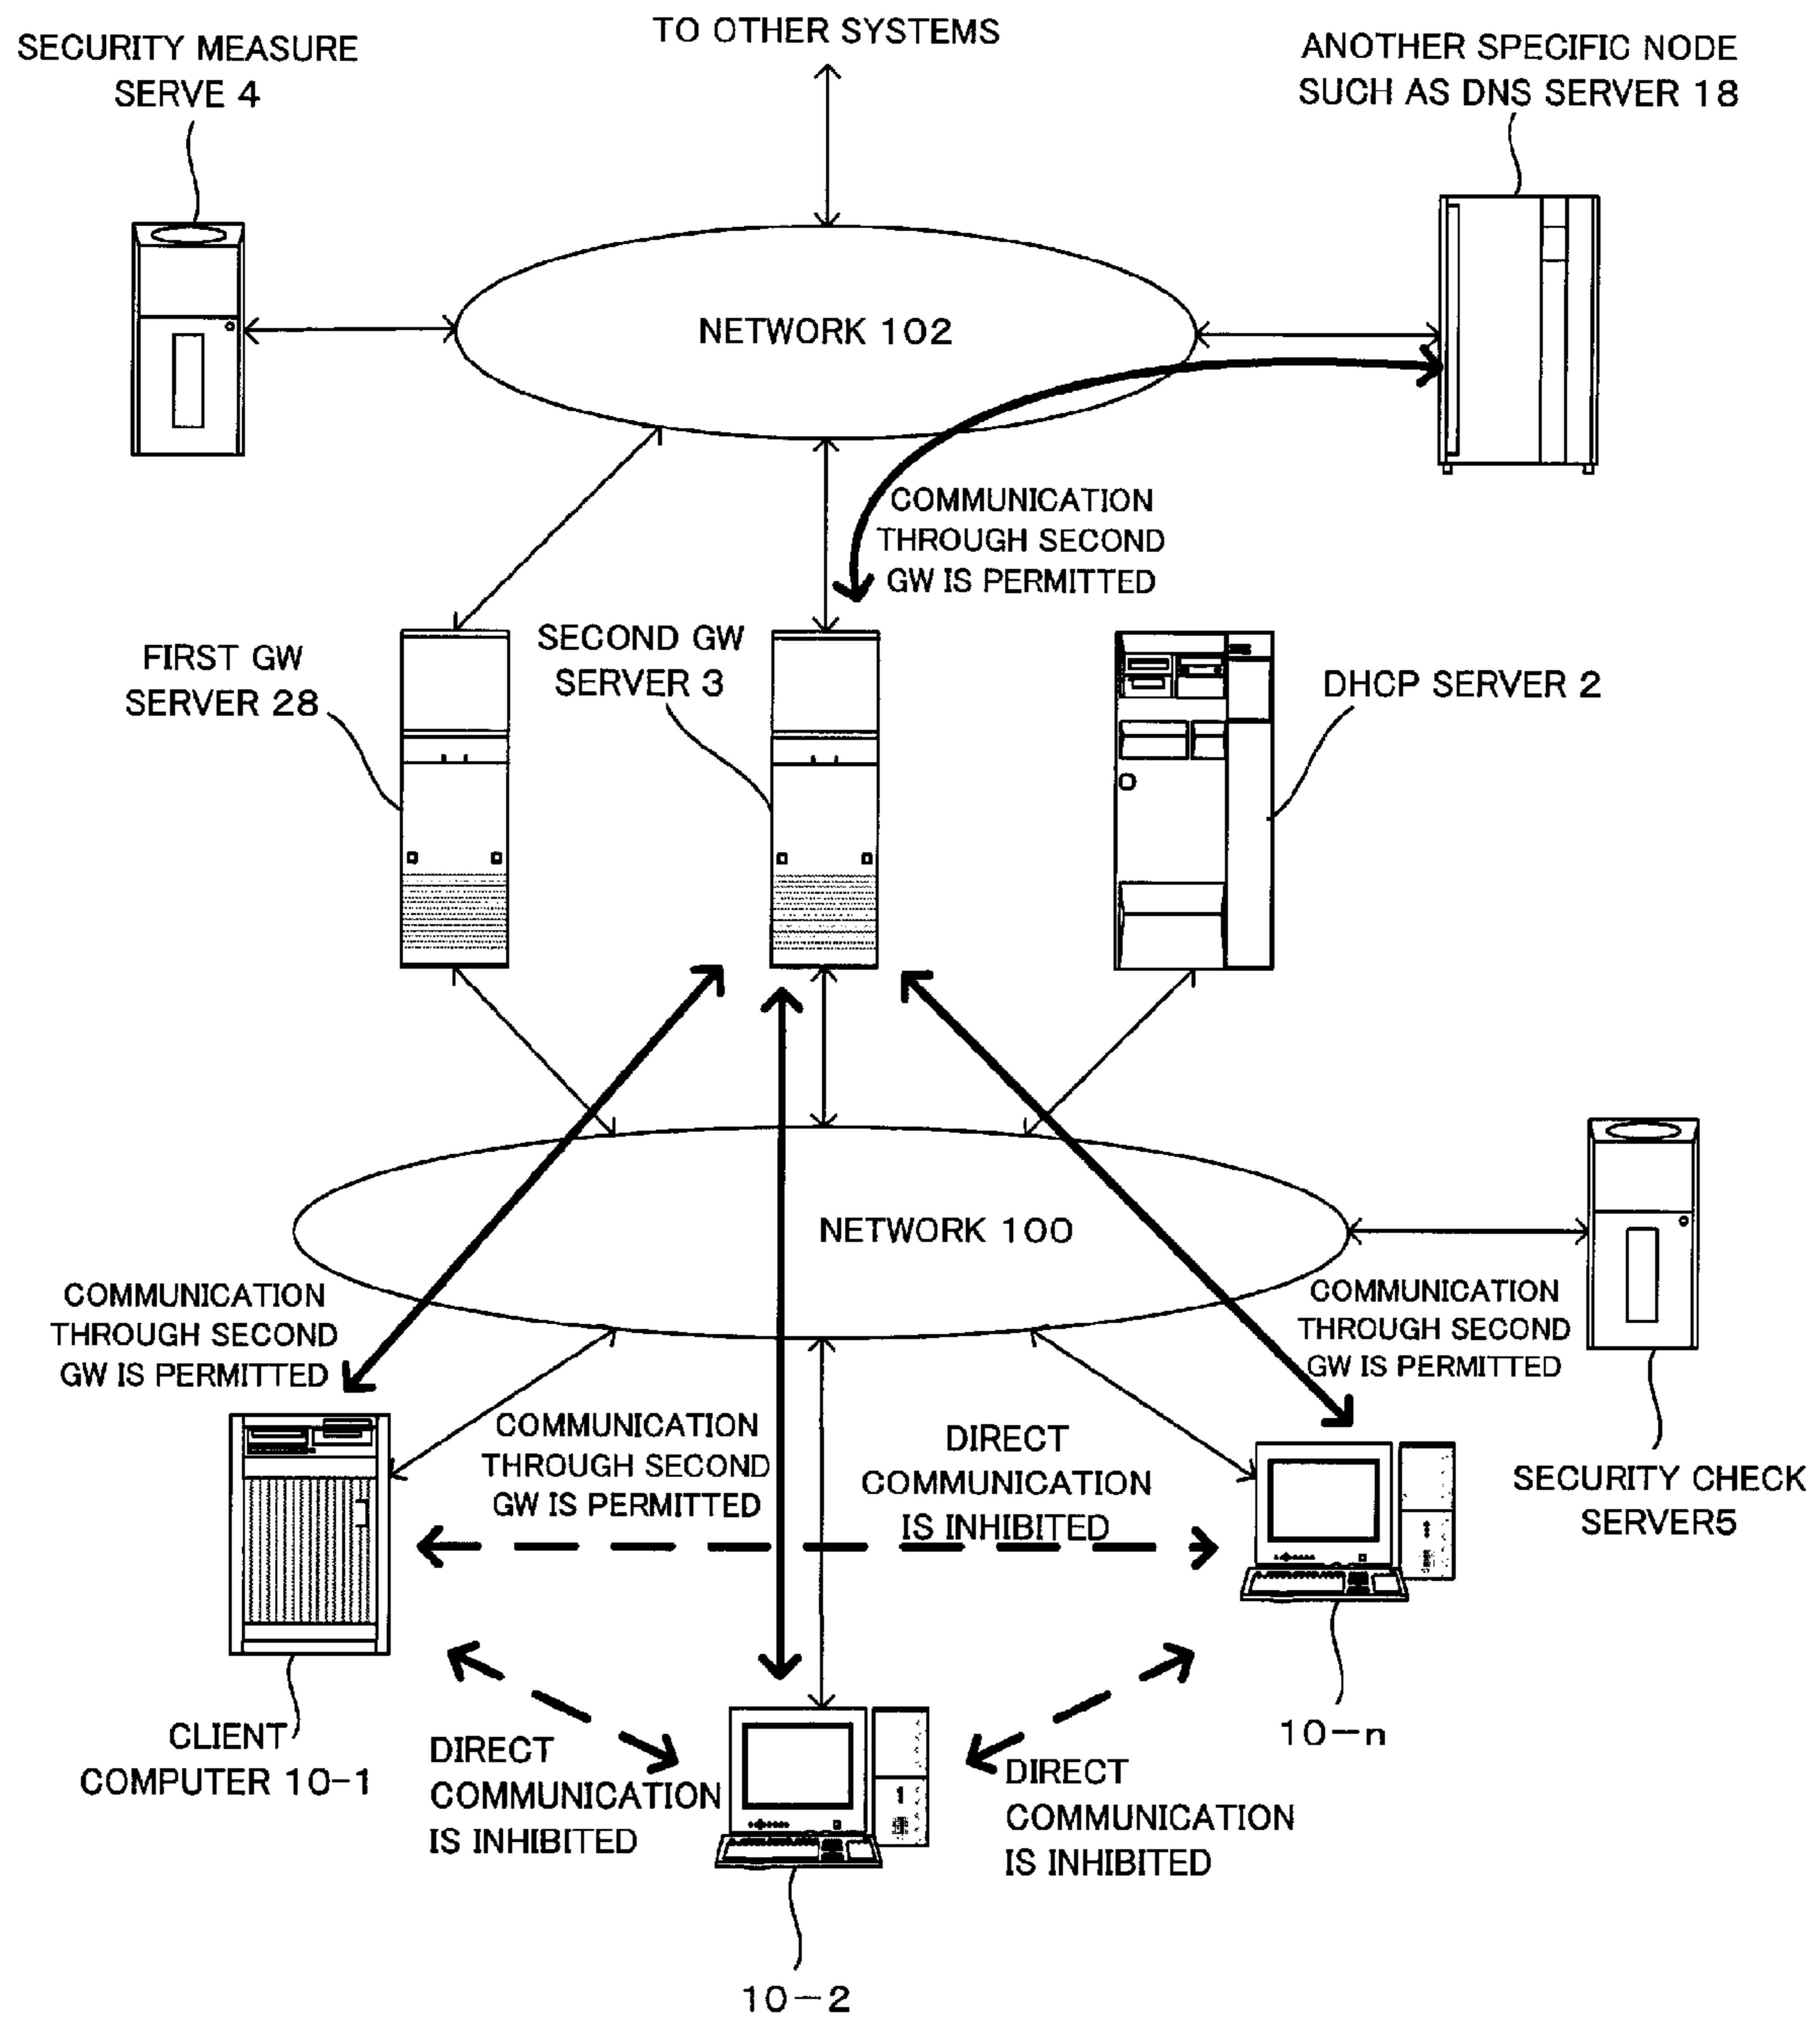 TO OTHER SYSTEMS
SECURITY MEASURE
SERVE 4
ANOTHER SPECIFIC NODE
SUCH AS DNS SERVER 18
NETWORK 102
COMMUNICATION
THROUGH SECOND
GW IS PERMITTED
FIRST GW
SERVER 28
SECOND GW
SERVER 3
DHCP SERVER 2
NETWORK 100
COMMUNICATION
THROUGH SECOND
GW IS PERMITTED
COMMUNICATION
THROUGH SECOND
GW IS PERMITTED
COMMUNICATION
THROUGH SECOND
GW IS PERMITTED
DIRECT
COMMUNICATION
IS INHIBITED
SECURITY CHECK
SERVER5
CLIENT
COMPUTER 10-1
DIRECT
COMMUNICATION
IS INHIBITED
DIRECT
COMMUNICATION
IS INHIBITED
10-n
10-2